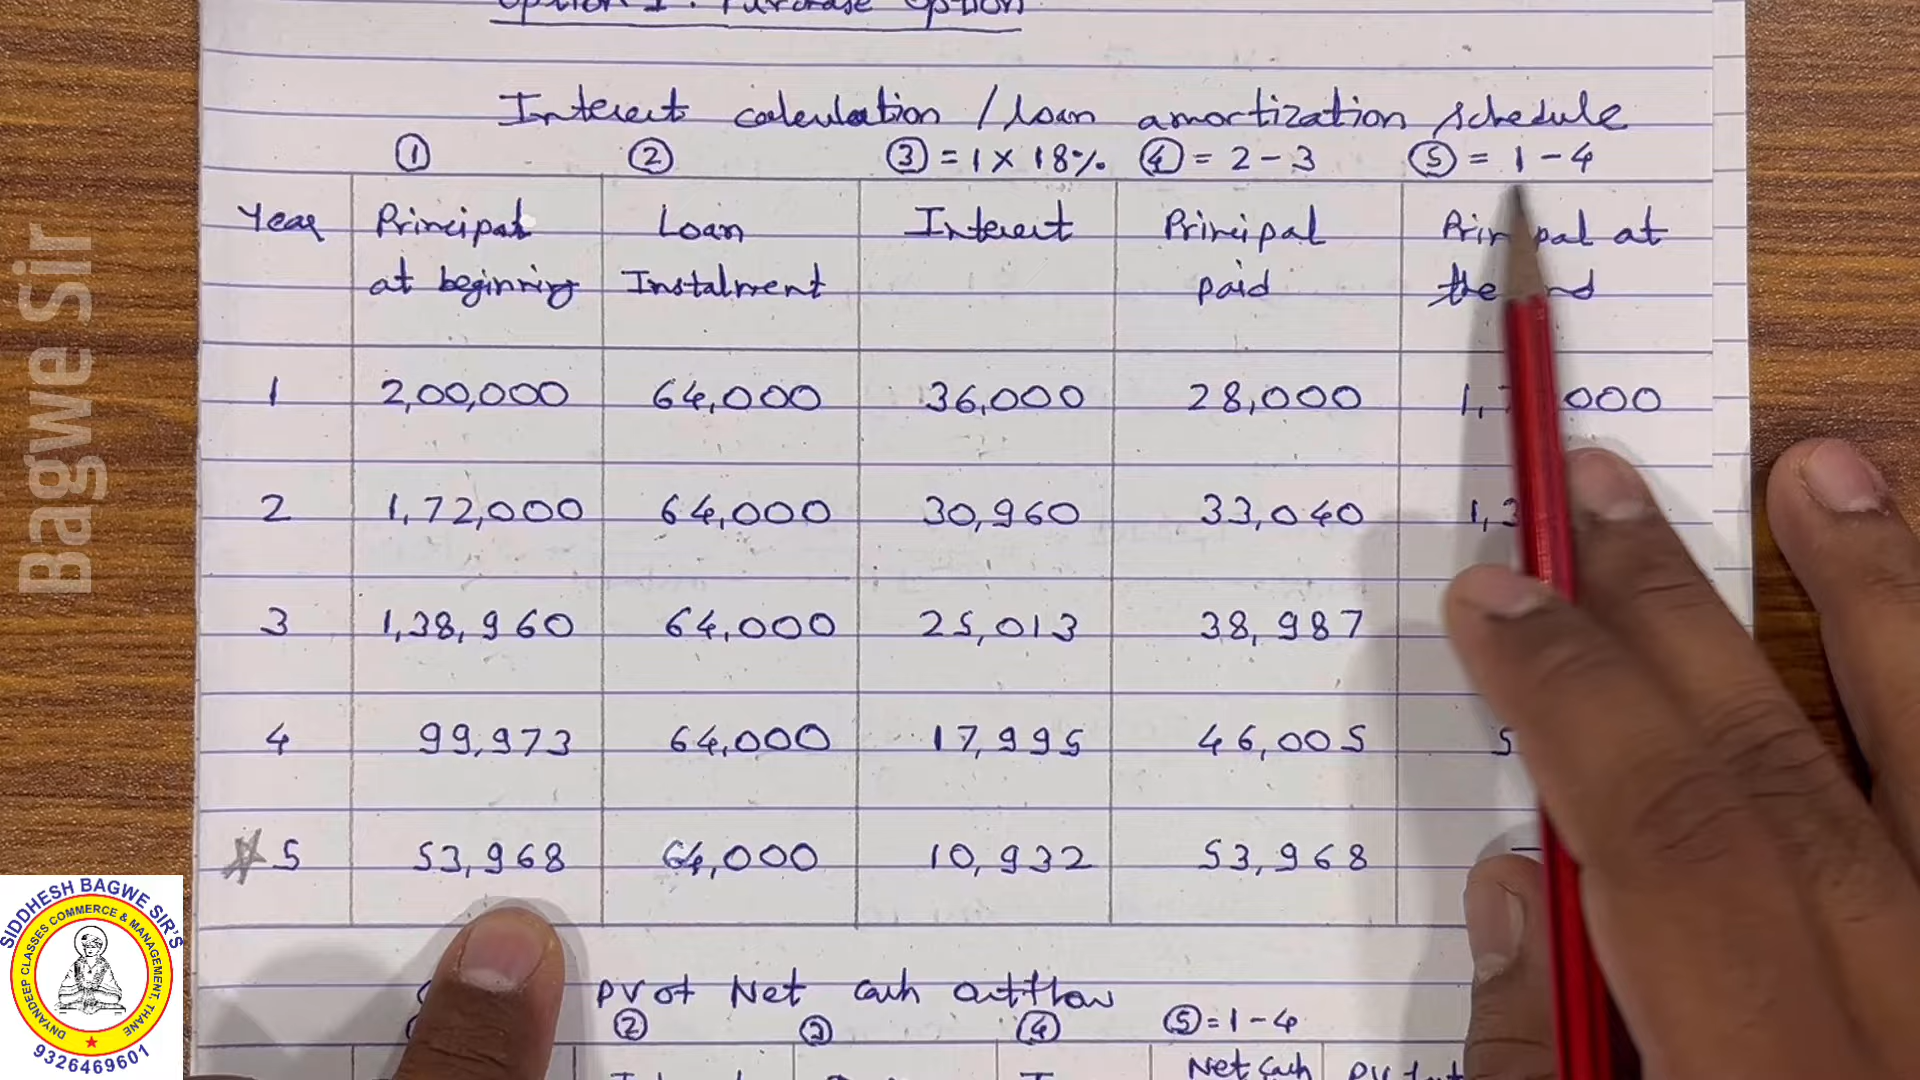 Option 1 : Purchase Option
Interest calculation / loan amortization schedule
① ② ③ = 1 × 18% ④ = 2 - 3 ⑤ = 1 - 4
Year Principal at beginning Loan Instalment Interest Principal paid Principal at the end
1 2,00,000 64,000 36,000 28,000
2 1,72,000 64,000 30,960 33,040
3 1,38,960 64,000 25,013 38,987
4 99,973 64,000 17,995 46,005
5 53,968 64,000 10,932 53,968 -
PV of Net cash outflow
② ③ ④ ⑤ = 1 - 4
Net Cash
Bagwe Sir
SIDDHESH BAGWE SIR'S
DNYANDEEP CLASSES COMMERCE & MANAGEMENT, THANE
9326469601